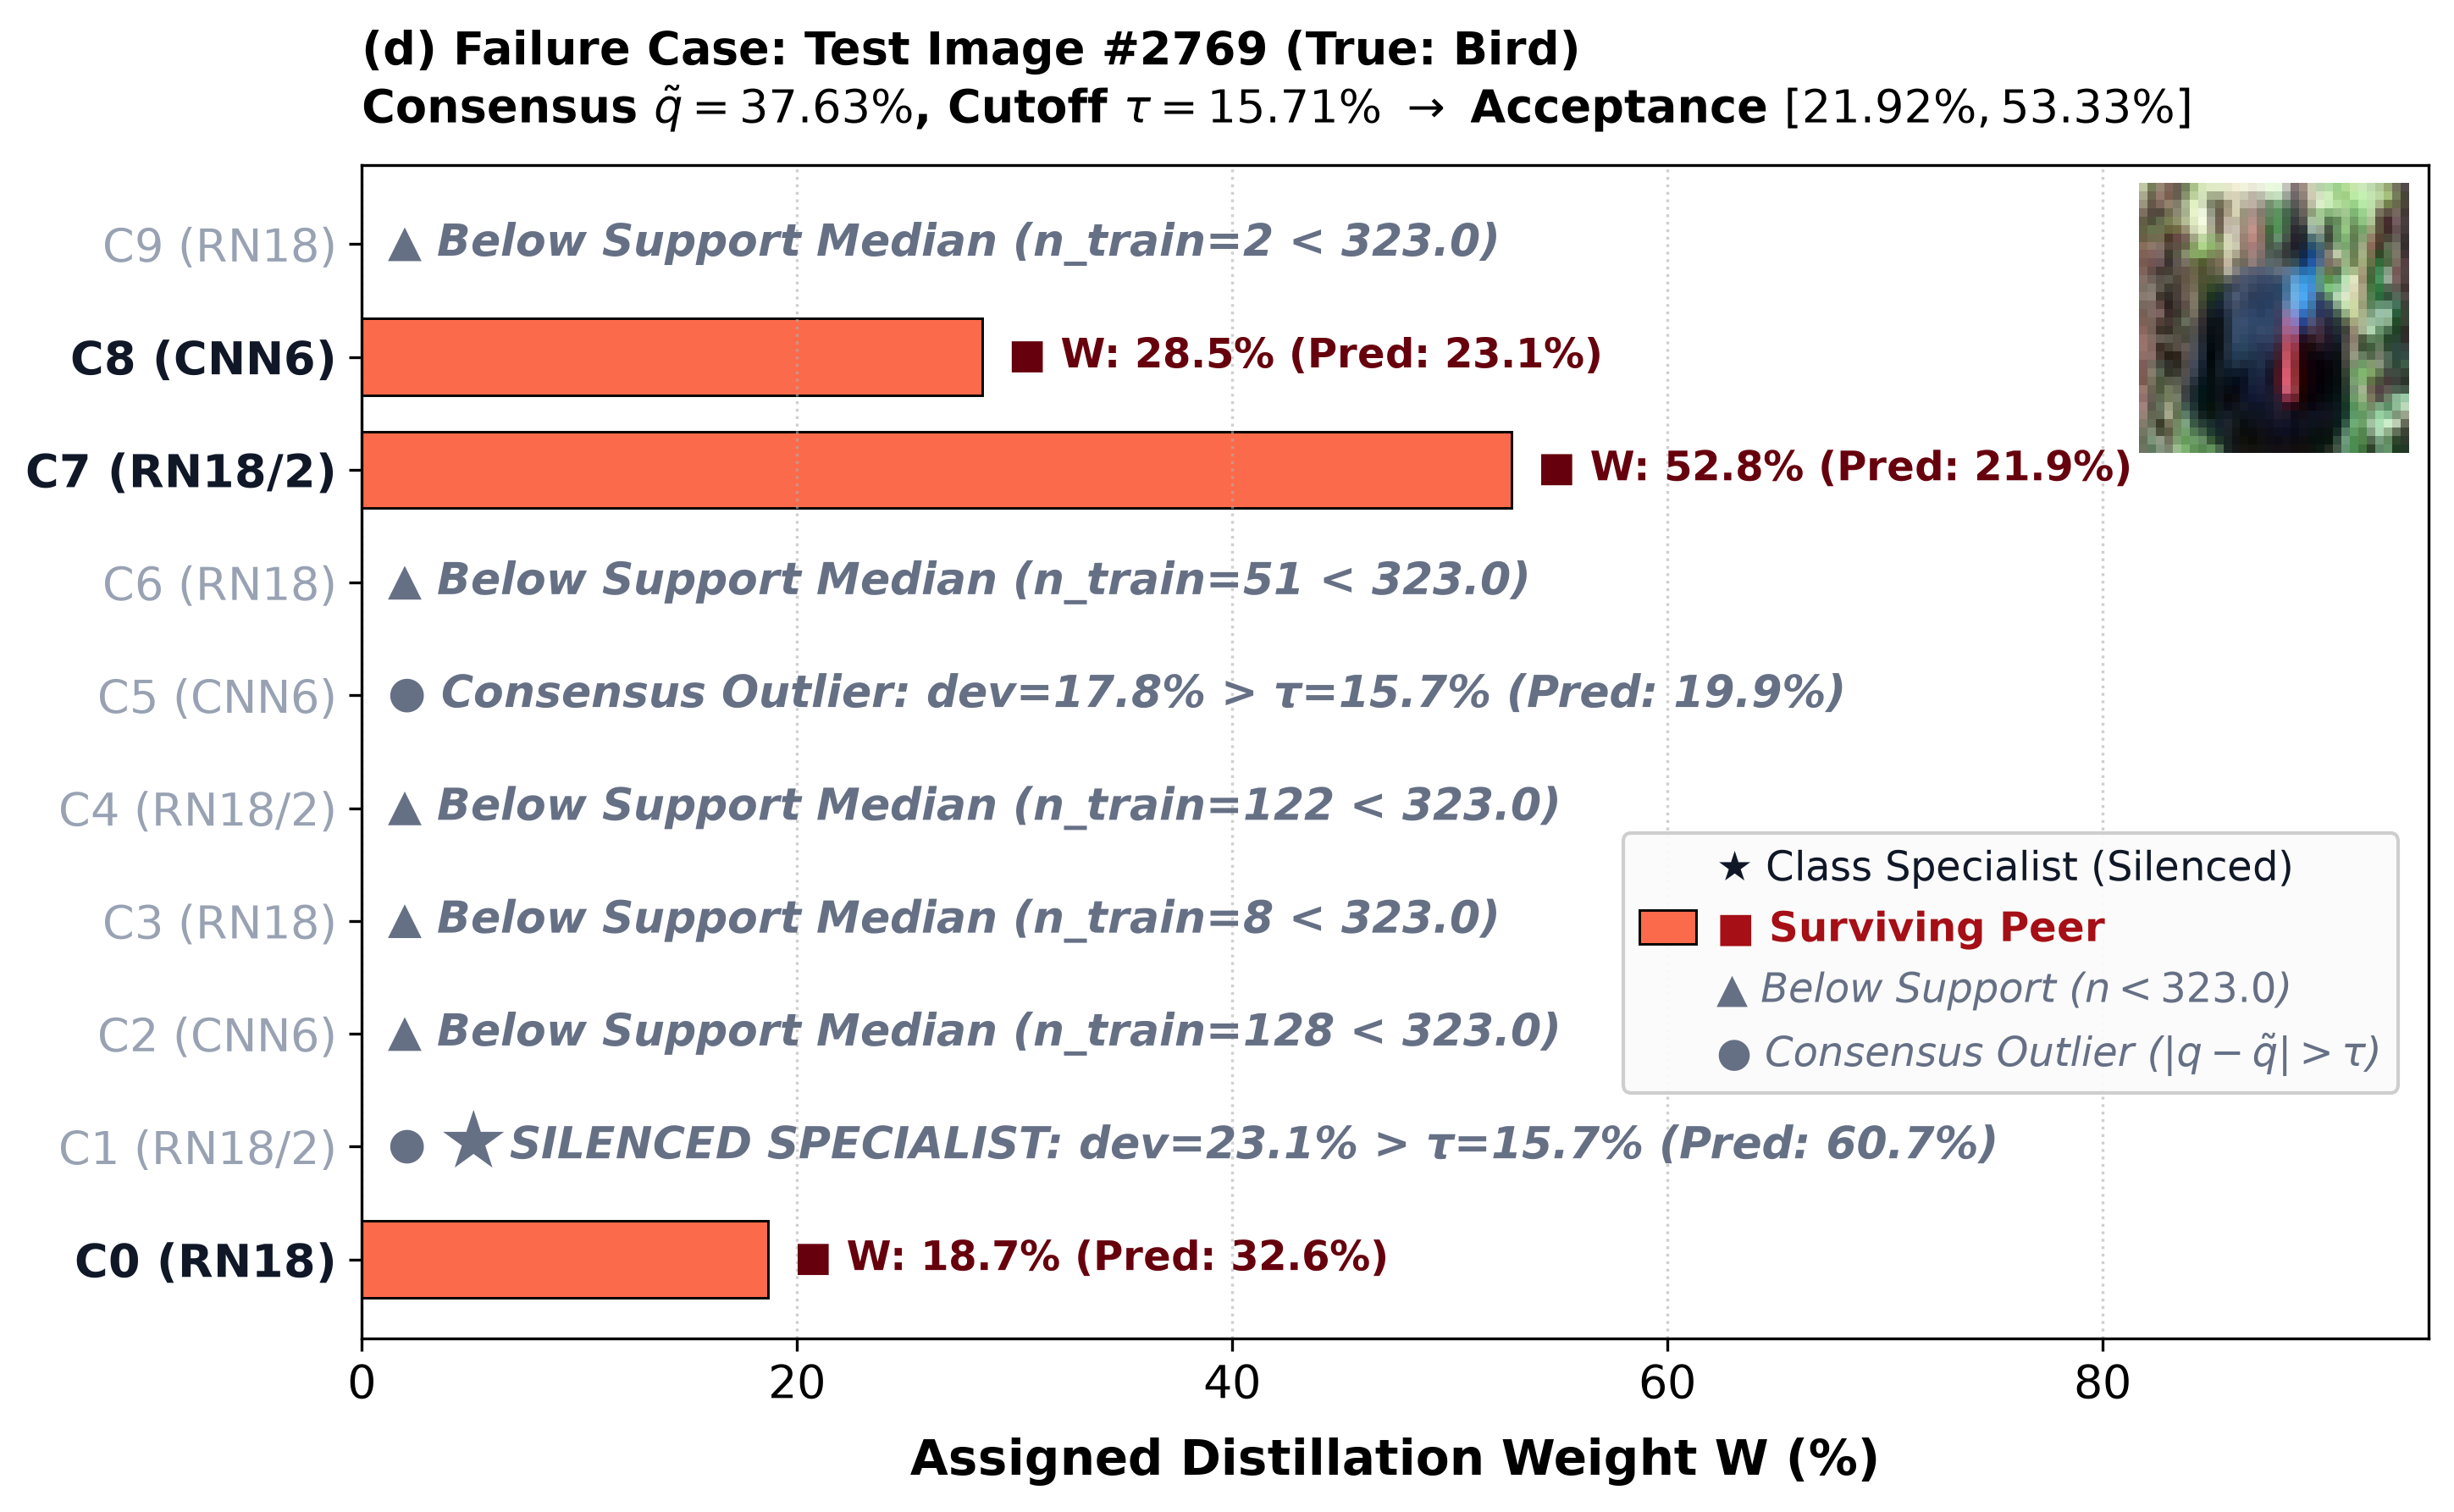 (d) Failure Case: Test Image #2769 (True: Bird)
Consensus q̃ = 37.63%, Cutoff τ = 15.71% → Acceptance [21.92%, 53.33%]
C9 (RN18) ▲ Below Support Median (n_train=2 < 323.0)
C8 (CNN6) ■ W: 28.5% (Pred: 23.1%)
C7 (RN18/2) ■ W: 52.8% (Pred: 21.9%)
C6 (RN18) ▲ Below Support Median (n_train=51 < 323.0)
C5 (CNN6) ● Consensus Outlier: dev=17.8% > τ=15.7% (Pred: 19.9%)
C4 (RN18/2) ▲ Below Support Median (n_train=122 < 323.0)
C3 (RN18) ▲ Below Support Median (n_train=8 < 323.0)
C2 (CNN6) ▲ Below Support Median (n_train=128 < 323.0)
C1 (RN18/2) ● ★ SILENCED SPECIALIST: dev=23.1% > τ=15.7% (Pred: 60.7%)
C0 (RN18) ■ W: 18.7% (Pred: 32.6%)
★ Class Specialist (Silenced)
■ Surviving Peer
▲ Below Support (n < 323.0)
● Consensus Outlier (|q − q̃| > τ)
0 20 40 60 80
Assigned Distillation Weight W (%)